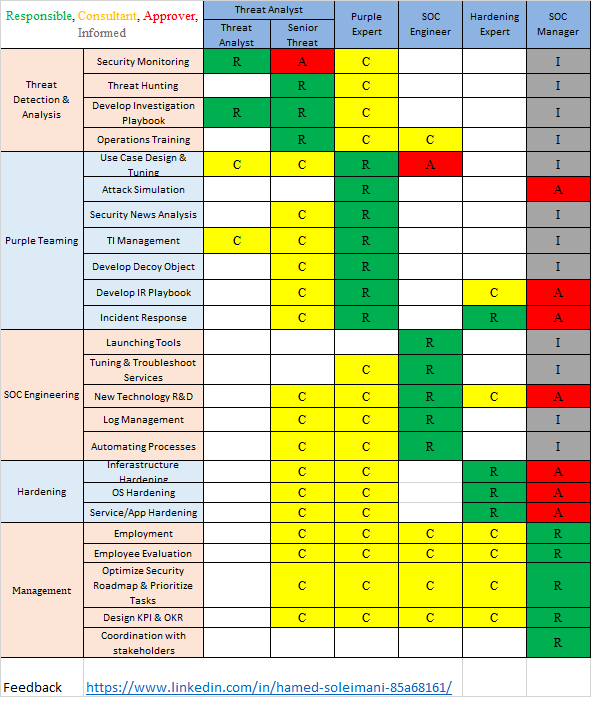 Responsible, Consultant, Approver,
Informed
Threat Analyst
Threat
Analyst
Senior
Threat
Purple
Expert
SOC
Engineer
Hardening
Expert
SOC
Manager
Threat
Detection &
Analysis
Security Monitoring R A C I
Threat Hunting R C I
Develop Investigation
Playbook R R C I
Operations Training R C C I
Purple Teaming
Use Case Design &
Tuning C C R A I
Attack Simulation R A
Security News Analysis C R I
TI Management C C R I
Develop Decoy Object C R I
Develop IR Playbook C R C A
Incident Response C R R A
SOC Engineering
Launching Tools R I
Tuning & Troubleshoot
Services C R I
New Technology R&D C C R C A
Log Management C C R I
Automating Processes C C R I
Hardening
Inferastructure
Hardening C C R A
OS Hardening C C R A
Service/App Hardening C C R A
Management
Employment C C C C R
Employee Evaluation C C C C R
Optimize Security
Roadmap & Prioritize
Tasks C C C C R
Design KPI & OKR C C C C R
Coordination with
stakeholders R
Feedback https://www.linkedin.com/in/hamed-soleimani-85a68161/